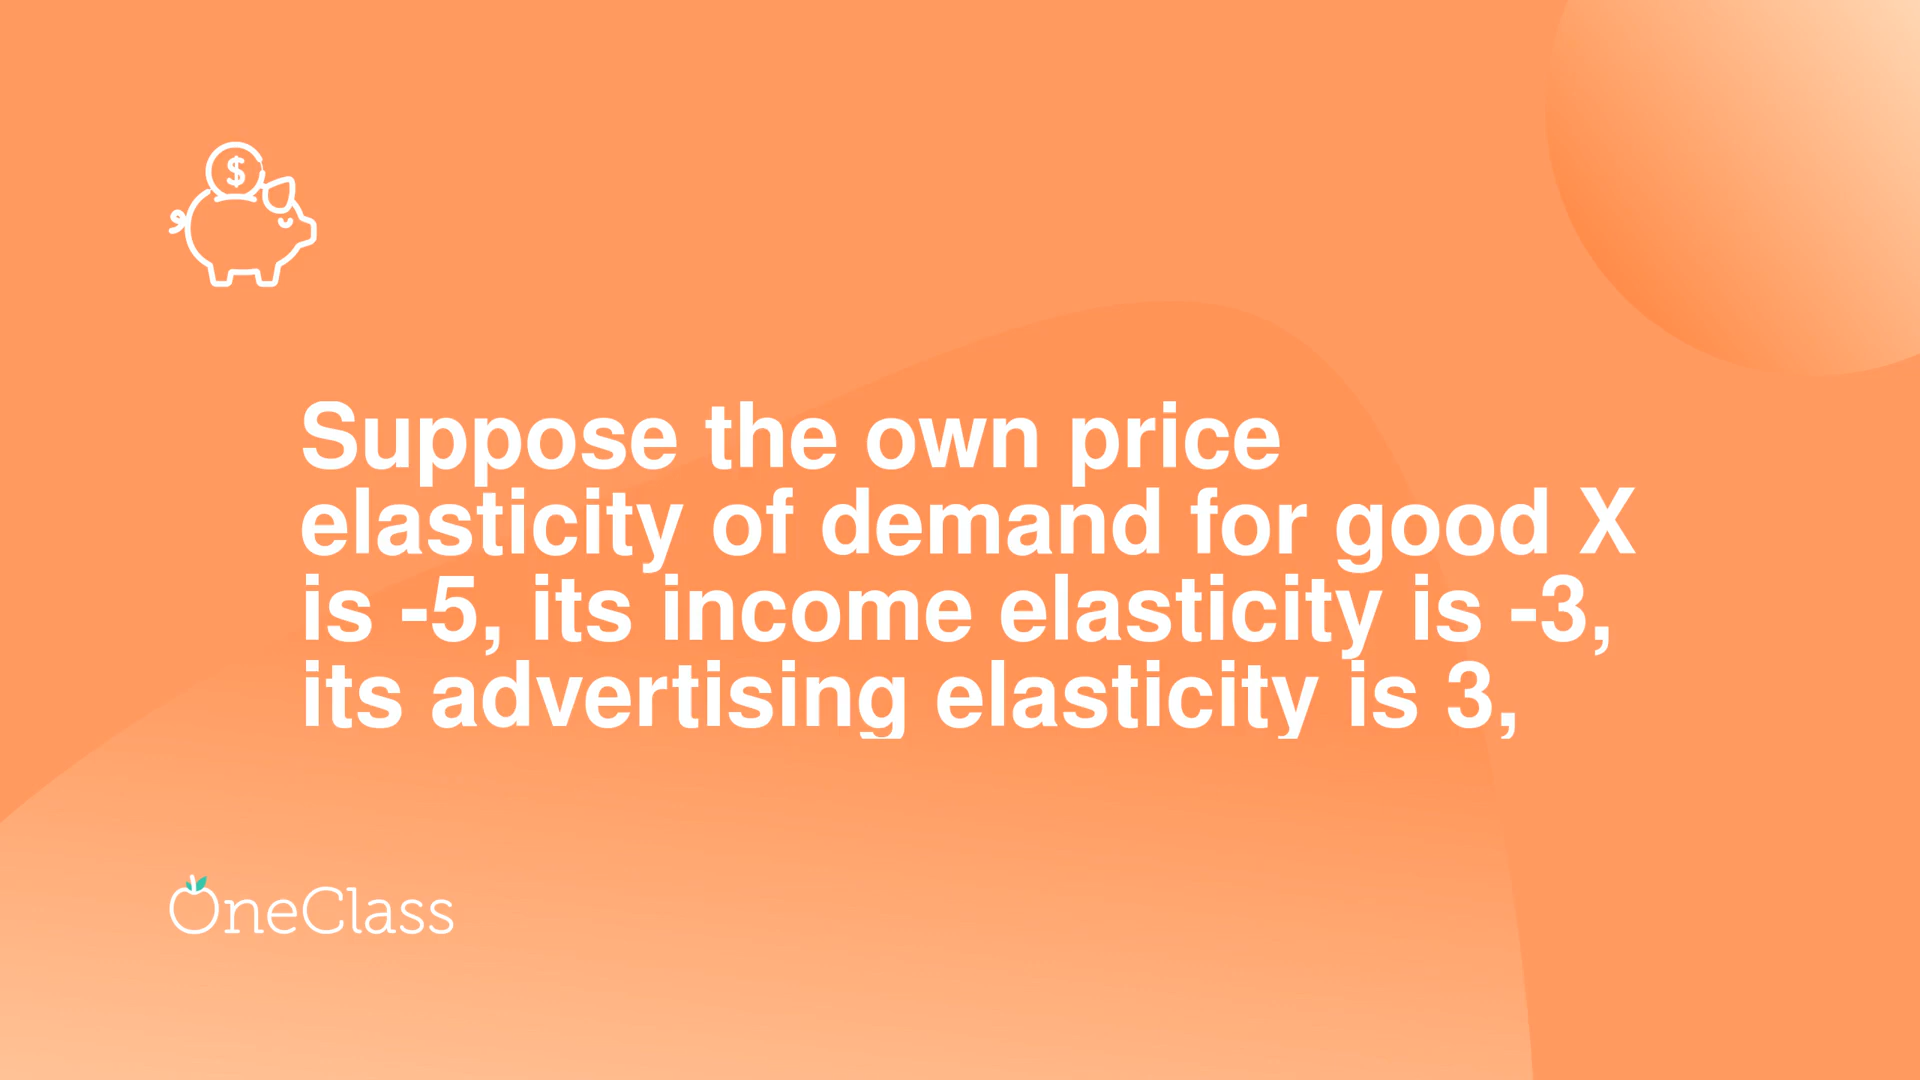 $
Suppose the own price
elasticity of demand for good X
is -5, its income elasticity is -3,
its advertising elasticity is 3,
OneClass